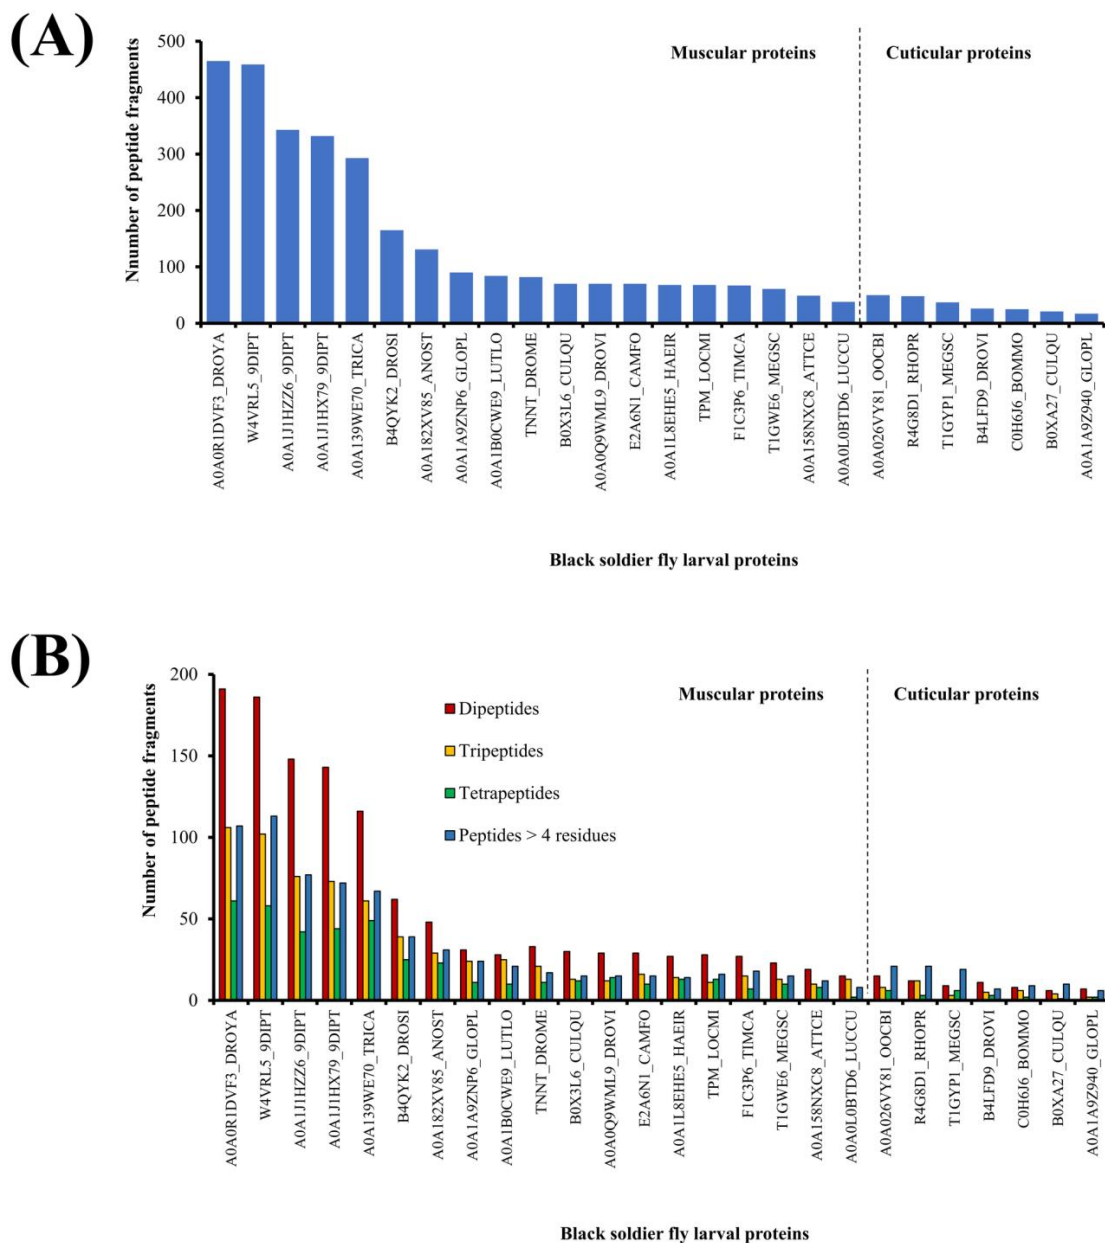 (A)
Nnumber of peptide fragments
500
400
300
200
100
0
Muscular proteins
Cuticular proteins
A0A0R1DVF3_DROYA
W4VRL5_9DIPT
A0A1J1HZZ6_9DIPT
A0A1J1HX79_9DIPT
A0A139WE70_TRICA
B4QYK2_DROSI
A0A182XV85_ANOST
A0A1A9ZNP6_GLOPL
A0A1B0CWE9_LUTLO
TNNT_DROME
B0X3L6_CULQU
A0A0Q9WML9_DROVI
E2A6N1_CAMFO
A0A1L8EHE5_HAEIR
TPM_LOCMI
F1C3P6_TIMCA
T1GWE6_MEGSC
A0A158NXC8_ATTCE
A0A0L0BTD6_LUCCU
A0A026VY81_OOCBI
R4G8D1_RHOPR
T1GYP1_MEGSC
B4LFD9_DROVI
C0H6J6_BOMMO
B0XA27_CULQU
A0A1A9Z940_GLOPL
Black soldier fly larval proteins
(B)
Number of peptide fragments
200
150
100
50
0
Muscular proteins
Cuticular proteins
Dipeptides
Tripeptides
Tetrapeptides
Peptides > 4 residues
A0A0R1DVF3_DROYA
W4VRL5_9DIPT
A0A1J1HZZ6_9DIPT
A0A1J1HX79_9DIPT
A0A139WE70_TRICA
B4QYK2_DROSI
A0A182XV85_ANOST
A0A1A9ZNP6_GLOPL
A0A1B0CWE9_LUTLO
TNNT_DROME
B0X3L6_CULQU
A0A0Q9WML9_DROVI
E2A6N1_CAMFO
A0A1L8EHE5_HAEIR
TPM_LOCMI
F1C3P6_TIMCA
T1GWE6_MEGSC
A0A158NXC8_ATTCE
A0A0L0BTD6_LUCCU
A0A026VY81_OOCBI
R4G8D1_RHOPR
T1GYP1_MEGSC
B4LFD9_DROVI
C0H6J6_BOMMO
B0XA27_CULQU
A0A1A9Z940_GLOPL
Black soldier fly larval proteins